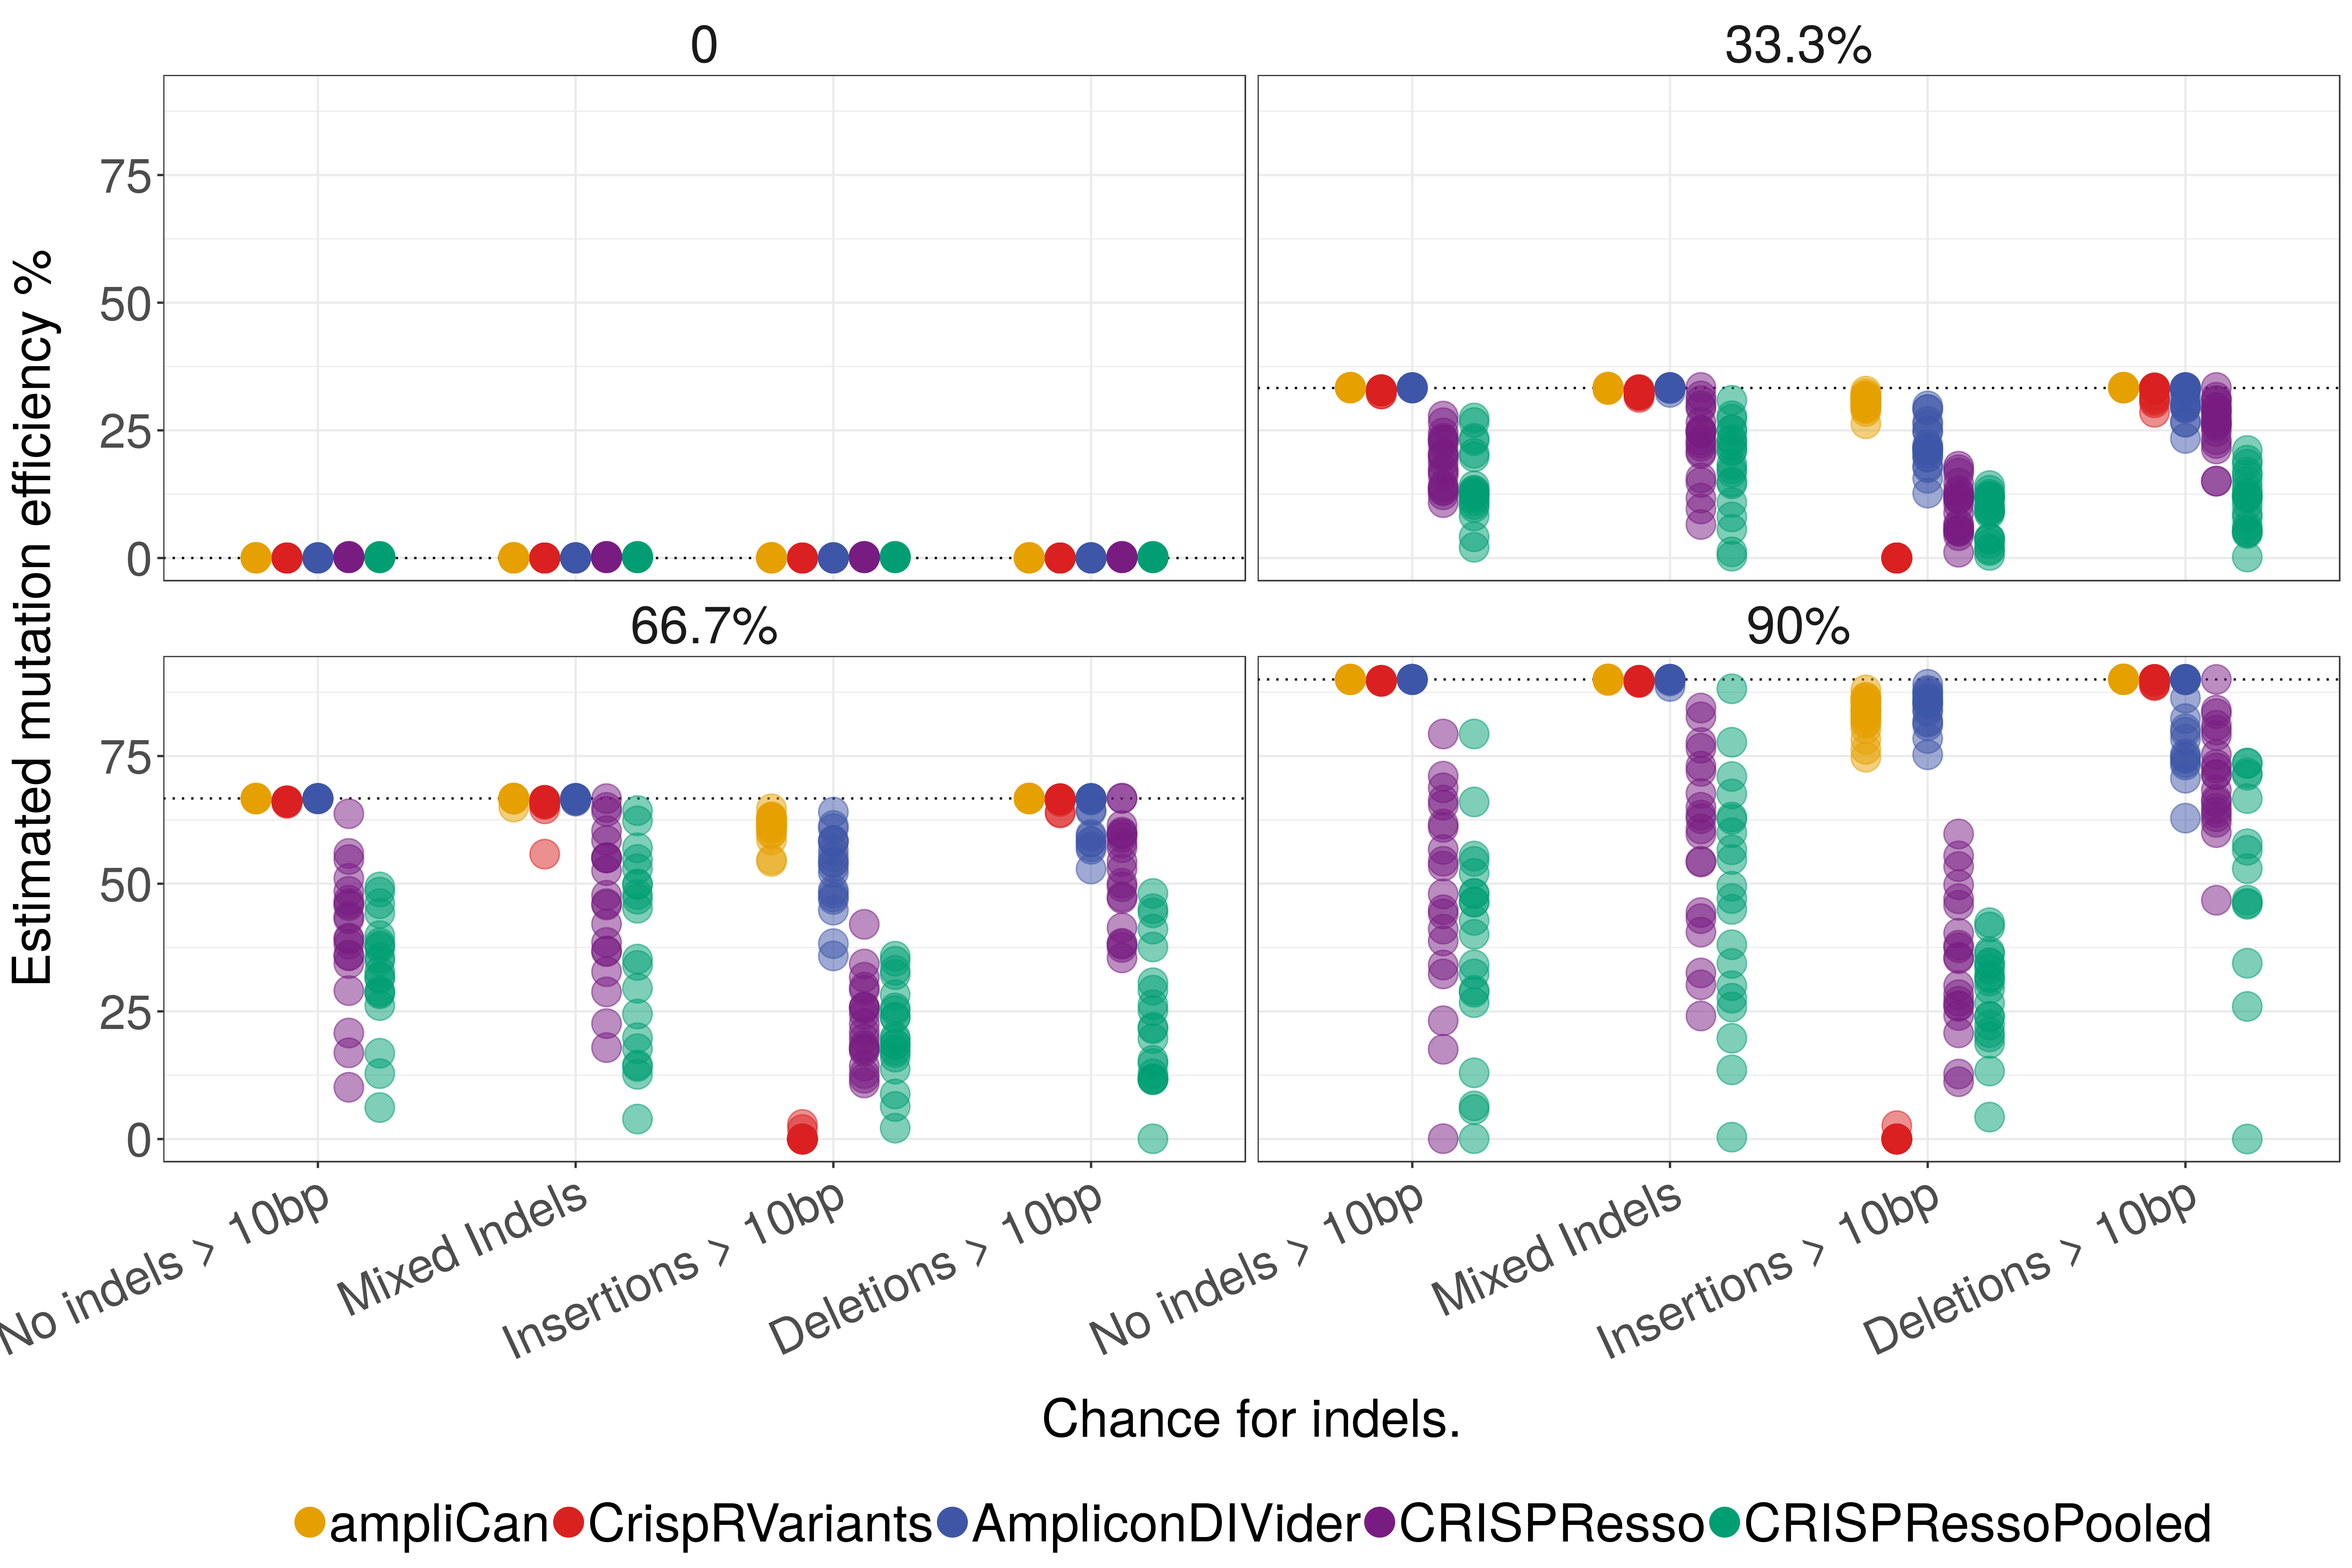 0
33.3%
75
50
25
0
66.7%
90%
75
50
25
0
Estimated mutation efficiency %
No indels > 10bp
Mixed Indels
Insertions > 10bp
Deletions > 10bp
No indels > 10bp
Mixed Indels
Insertions > 10bp
Deletions > 10bp
Chance for indels.
ampliCan CrispRVariants AmpliconDIVider CRISPResso CRISPRessoPooled